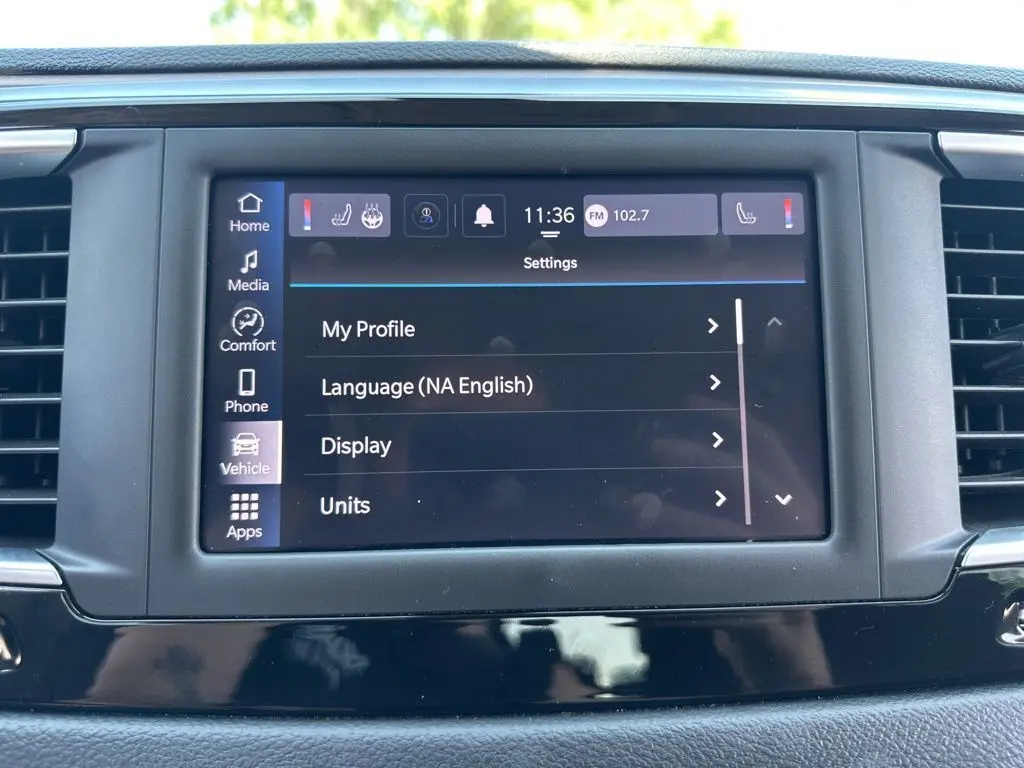 Home
Media
Comfort
Phone
Vehicle
Apps
11:36
FM 102.7
Settings
My Profile
Language (NA English)
Display
Units